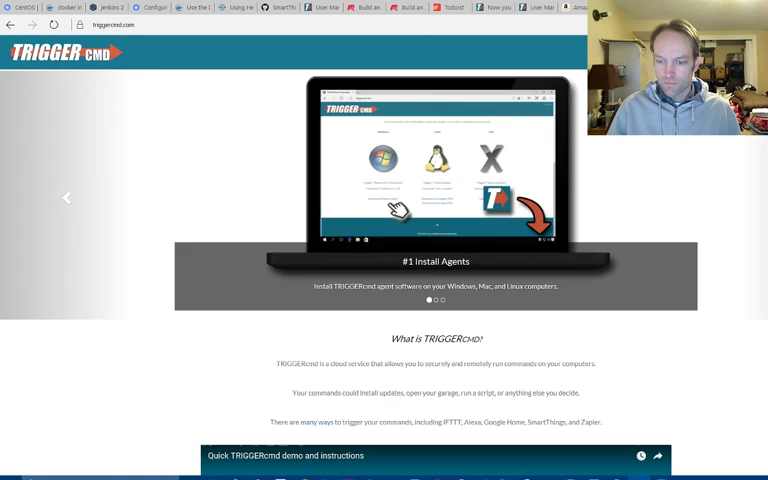 CentOS
docker in
jenkins 2
Configur
Use the
Using He
SmartThi
User Mar
Build an
Build an
Todoist
Now you
User Mar
Amaz
triggercmd.com
TRIGGER CMD
TRIGGER CMD
#1 Install Agents
Install TRIGGERcmd agent software on your Windows, Mac, and Linux computers.
What is TRIGGERCMD?
TRIGGERcmd is a cloud service that allows you to securely and remotely run commands on your computers.
Your commands could install updates, open your garage, run a script, or anything else you decide.
There are many ways to trigger your commands, including IFTTT, Alexa, Google Home, SmartThings, and Zapier.
Quick TRIGGERcmd demo and instructions